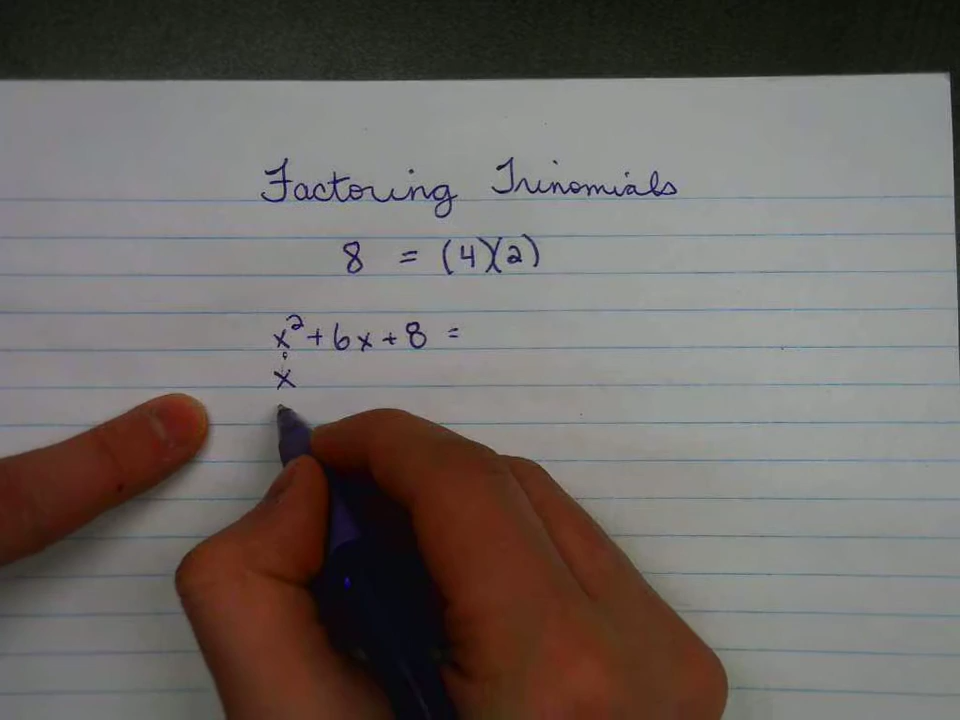 Factoring Trinomials
8 = (4)(2)
x² + 6x + 8 =
x